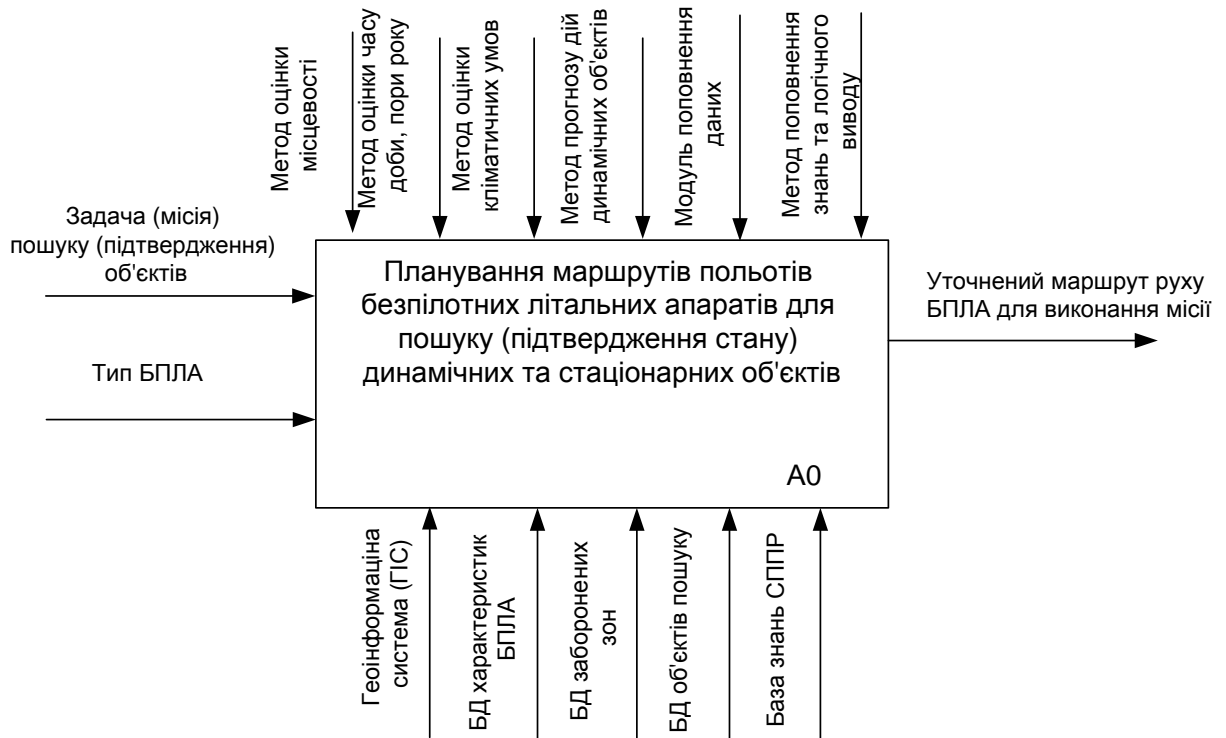 Метод оцінки
місцевості
Метод оцінки часу
доби, пори року
Метод оцінки
кліматичних умов
Метод прогнозу дій
динамічних об'єктів
Модуль поповнення
даних
Метод поповнення
знань та логічного
виводу
Задача (місія)
пошуку (підтвердження)
об'єктів
Тип БПЛА
Планування маршрутів польотів
безпілотних літальних апаратів для
пошуку (підтвердження стану)
динамічних та стаціонарних об'єктів
А0
Уточнений маршрут руху
БПЛА для виконання місії
Геоінформаціна
система (ГІС)
БД характеристик
БПЛА
БД заборонених
зон
БД об'єктів пошуку
База знань СППР